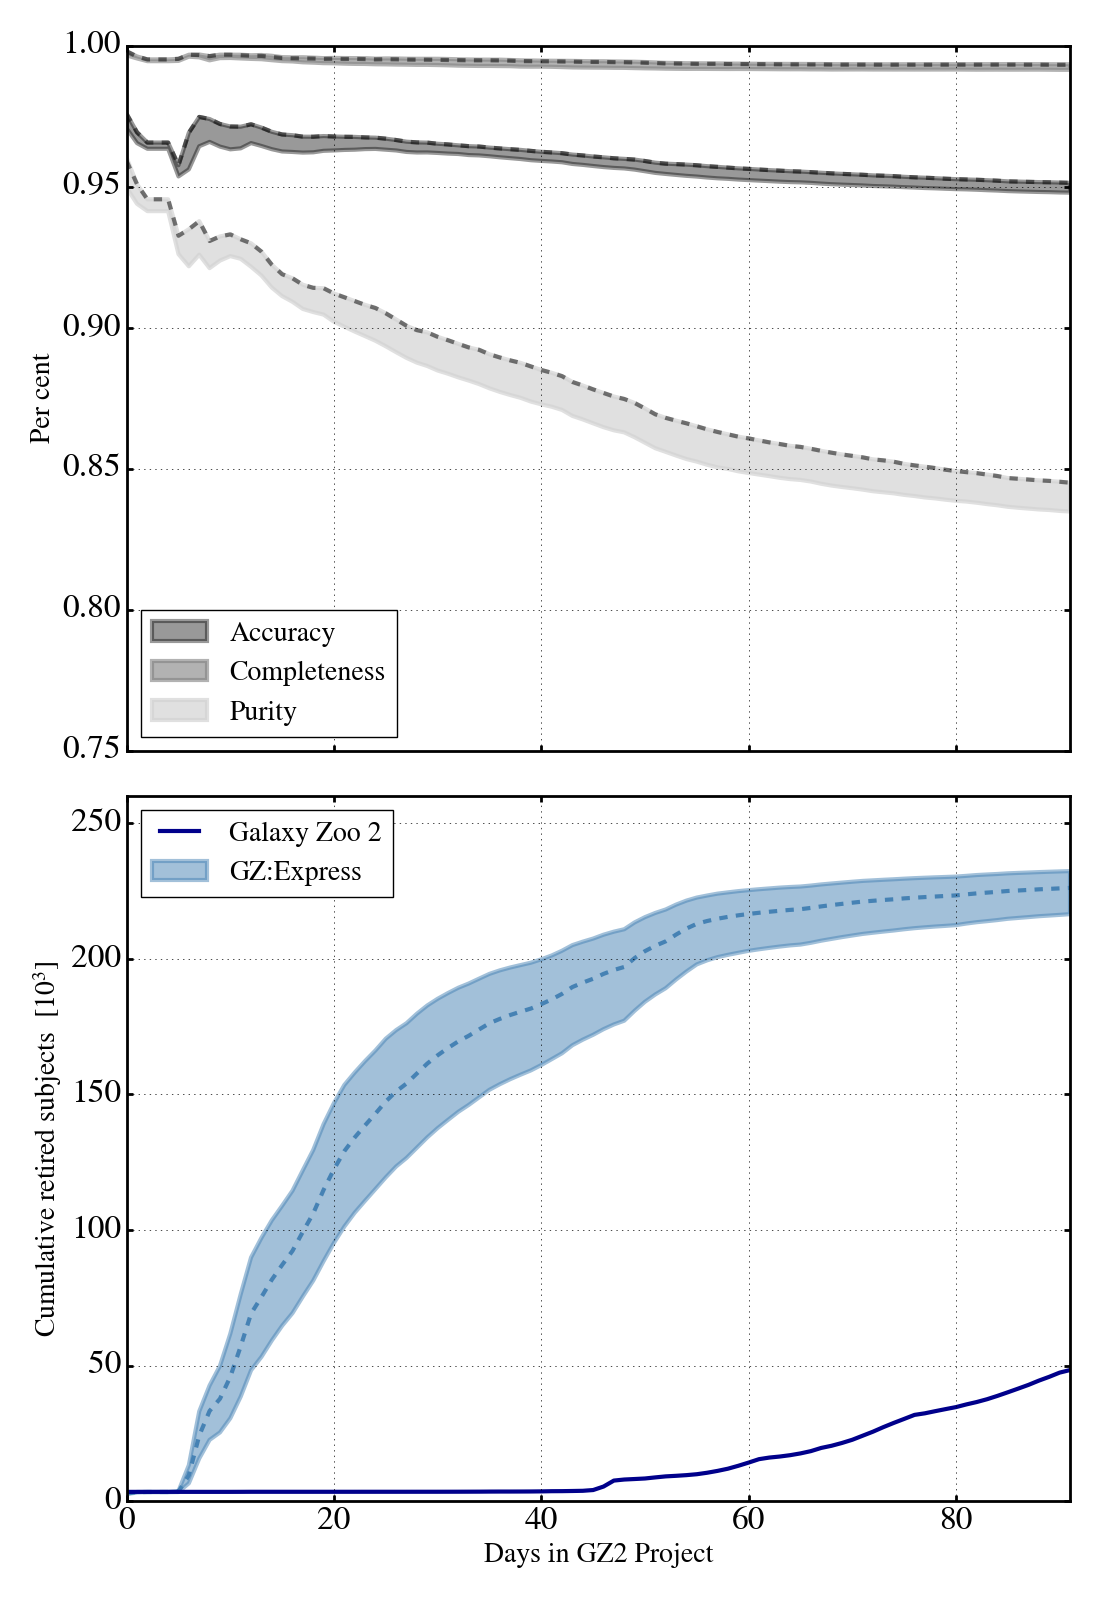 1.00
0.95
0.90
0.85
0.80
0.75
Per cent
Accuracy
Completeness
Purity
250
200
150
100
50
0
Cumulative retired subjects [10³]
Galaxy Zoo 2
GZ:Express
0 20 40 60 80
Days in GZ2 Project